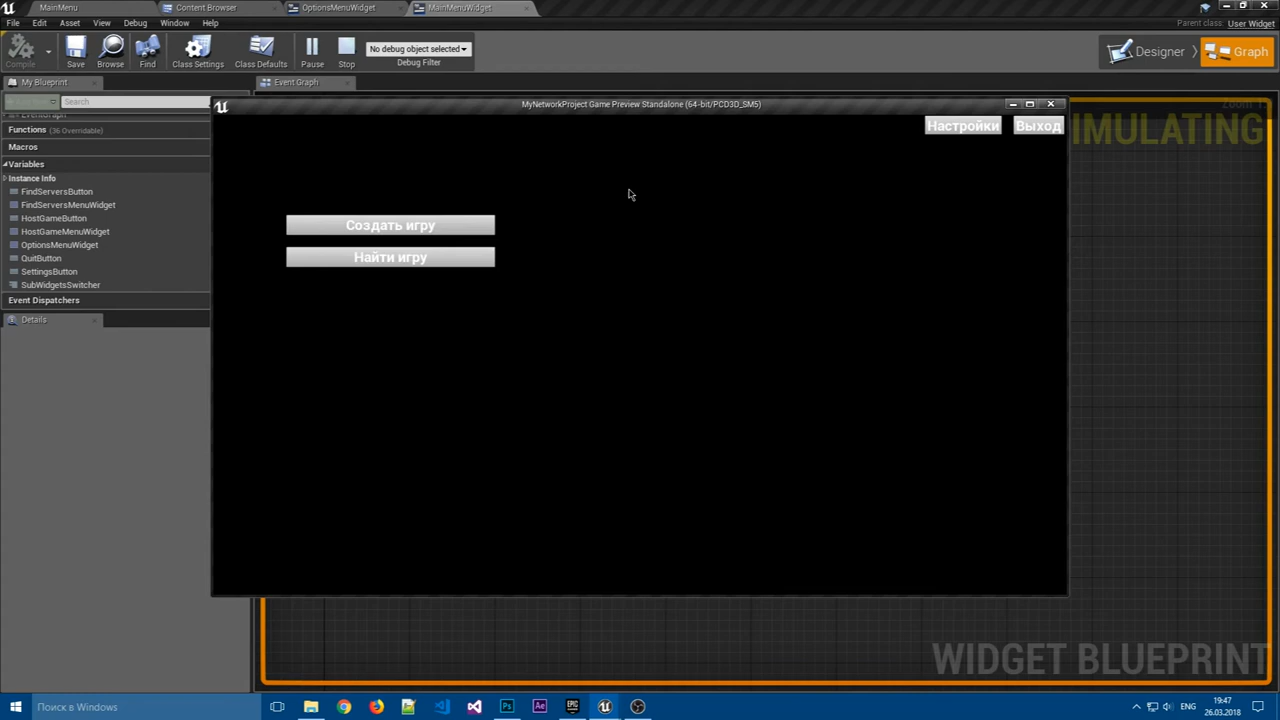 MainMenu Content Browser OptionsMenuWidget MainMenuWidget
File Edit Asset View Debug Window Help
Parent class: User Widget
Compile Save Browse Find Class Settings Class Defaults Pause Stop
No debug object selected
Debug Filter
Designer Graph
My Blueprint
Event Graph
Search
MyNetworkProject Game Preview Standalone (64-bit/PCD3D_SM5)
IMULATING
Настройки Выход
Functions (36 Overridable)
Macros
Variables
Instance Info
FindServersButton
FindServersMenuWidget
HostGameButton
HostGameMenuWidget
OptionsMenuWidget
QuitButton
SettingsButton
SubWidgetsSwitcher
Event Dispatchers
Details
Создать игру
Найти игру
WIDGET BLUEPRINT
Поиск в Windows
EPIC
ENG
19:47
26.03.2018